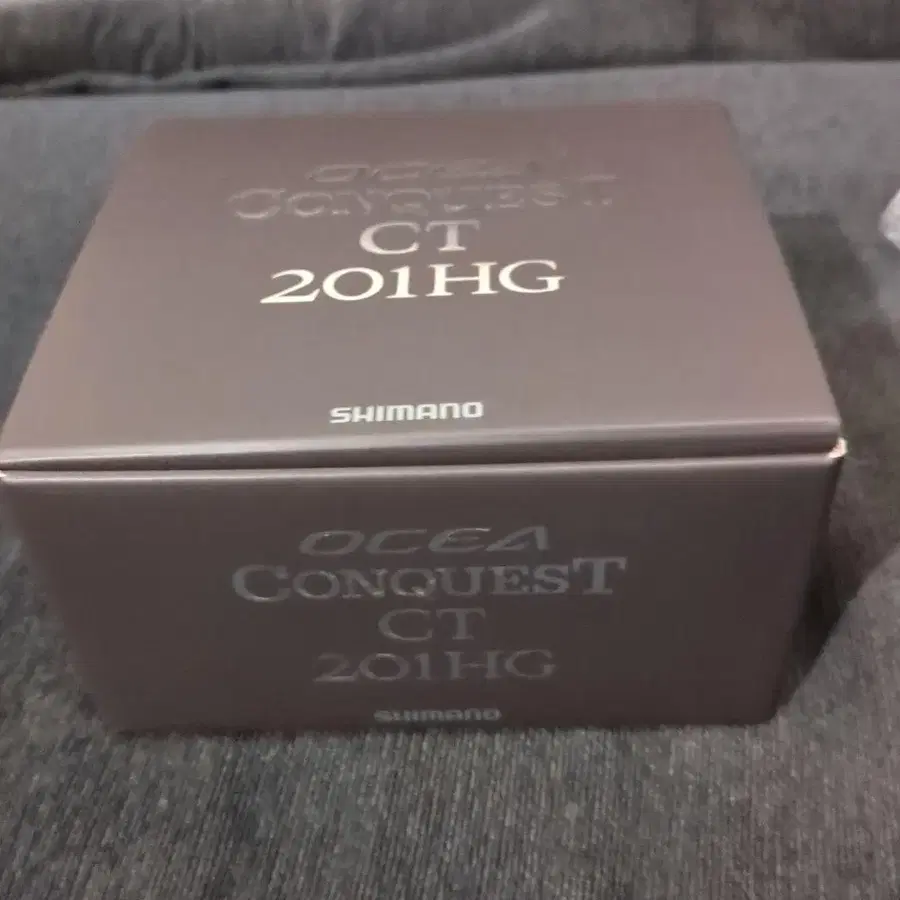 OCEA
CONQUEST
CT
201HG
SHIMANO
OCEA
CONQUEST
CT
201HG
SHIMANO